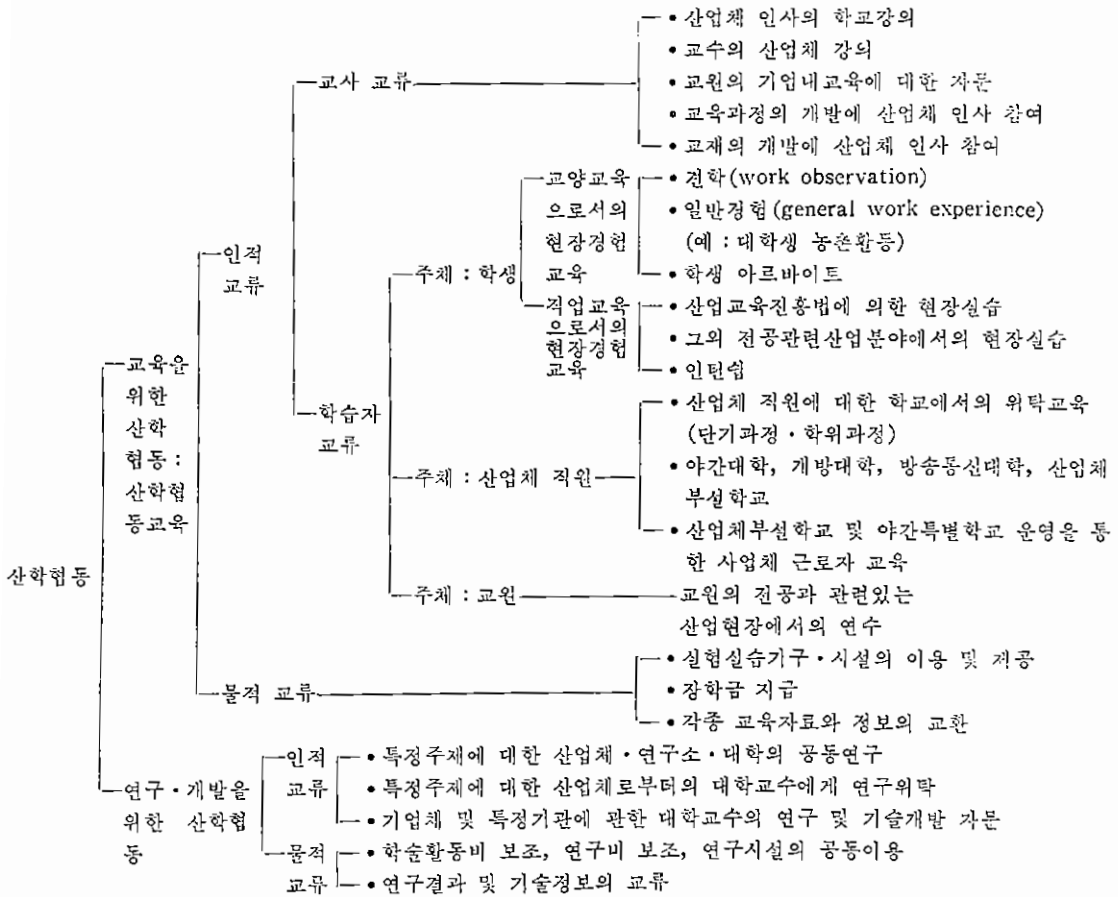 • 산업체 인사의 학교강의
• 교수의 산업체 강의
교사 교류
• 교원의 기업내교육에 대한 자문
• 교육과정의 개발에 산업체 인사 참여
• 교재의 개발에 산업체 인사 참여
교양교육
으로서의
현장경험
교육
• 견학(work observation)
• 일반경험(general work experience)
(예 : 대학생 농촌활동)
• 학생 아르바이트
인적
교류
주체 : 학생
직업교육
으로서의
현장경험
교육
• 산업교육진흥법에 의한 현장실습
• 그외 전공관련산업분야에서의 현장실습
• 인턴쉽
교육을
위한
산학
협동 :
산학협
동교육
학습자
교류
• 산업체 직원에 대한 학교에서의 위탁교육
(단기과정・학위과정)
주체 : 산업체 직원
• 야간대학, 개방대학, 방송통신대학, 산업체
부설학교
• 산업체부설학교 및 야간특별학교 운영을 통
한 사업체 근로자 교육
산학협동
주체 : 교원
교원의 전공과 관련있는
산업현장에서의 연수
물적 교류
• 실험실습기구・시설의 이용 및 제공
• 장학금 지급
• 각종 교육자료와 정보의 교환
연구・개발을
위한 산학협
동
인적
교류
• 특정주제에 대한 산업체・연구소・대학의 공동연구
• 특정주제에 대한 산업체로부터의 대학교수에게 연구위탁
• 기업체 및 특정기관에 관한 대학교수의 연구 및 기술개발 자문
물적
교류
• 학술활동비 보조, 연구비 보조, 연구시설의 공동이용
• 연구결과 및 기술정보의 교류